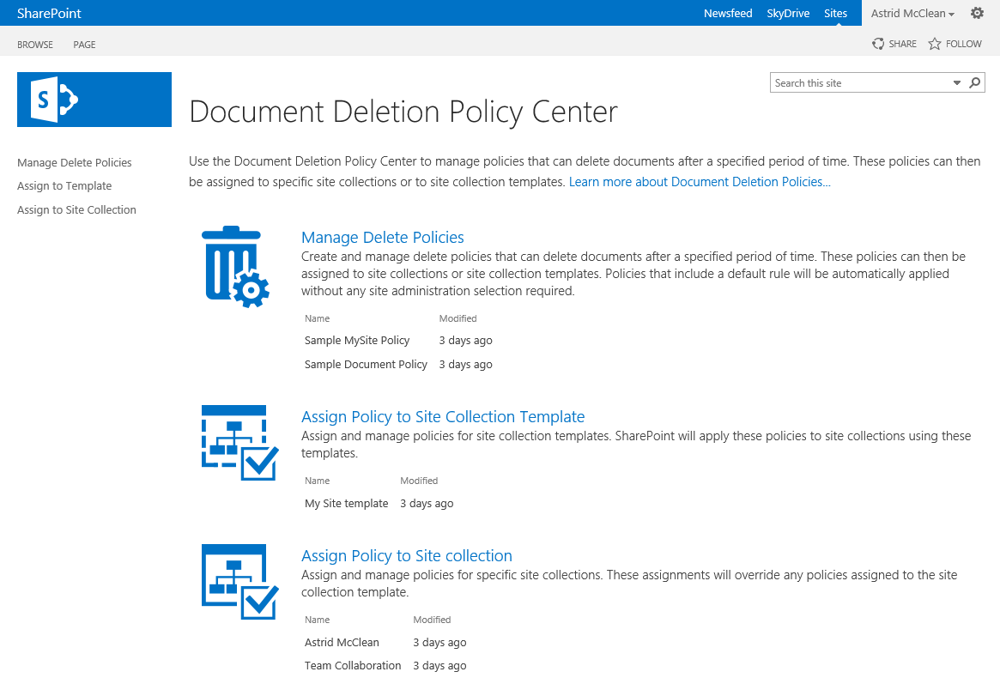 SharePoint
Newsfeed SkyDrive Sites Astrid McClean
BROWSE PAGE SHARE FOLLOW
S
Search this site
Document Deletion Policy Center
Manage Delete Policies
Assign to Template
Assign to Site Collection
Use the Document Deletion Policy Center to manage policies that can delete documents after a specified period of time. These policies can then
be assigned to specific site collections or to site collection templates. Learn more about Document Deletion Policies...
Manage Delete Policies
Create and manage delete policies that can delete documents after a specified period of time. These policies can then be
assigned to site collections or site collection templates. Policies that include a default rule will be automatically applied
without any site administration selection required.
Name Modified
Sample MySite Policy 3 days ago
Sample Document Policy 3 days ago
Assign Policy to Site Collection Template
Assign and manage policies for site collection templates. SharePoint will apply these policies to site collections using these
templates.
Name Modified
My Site template 3 days ago
Assign Policy to Site collection
Assign and manage policies for specific site collections. These assignments will override any policies assigned to the site
collection template.
Name Modified
Astrid McClean 3 days ago
Team Collaboration 3 days ago